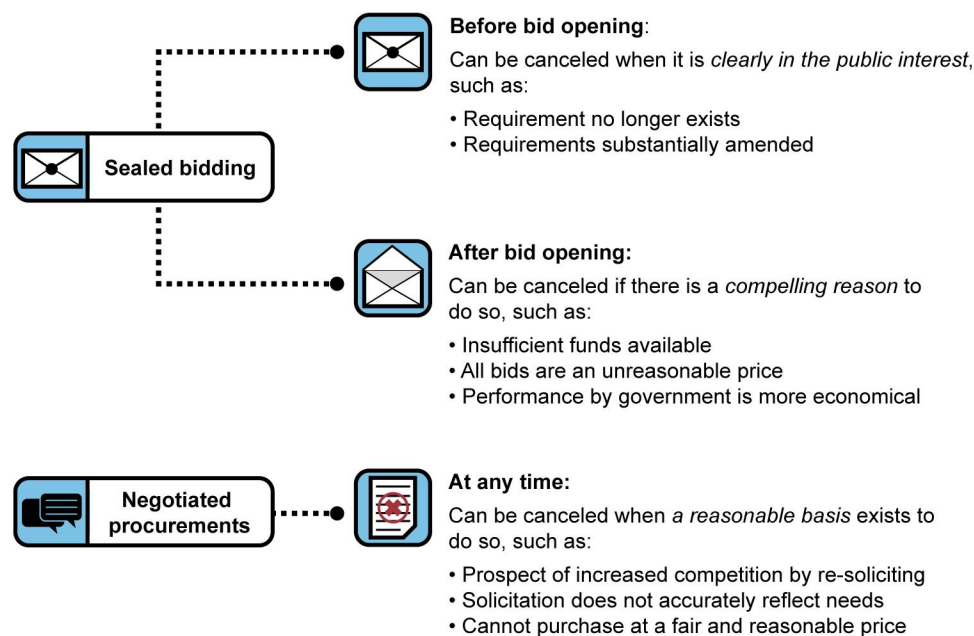 Before bid opening:
Can be canceled when it is clearly in the public interest,
such as:
• Requirement no longer exists
• Requirements substantially amended
Sealed bidding
After bid opening:
Can be canceled if there is a compelling reason to
do so, such as:
• Insufficient funds available
• All bids are an unreasonable price
• Performance by government is more economical
Negotiated
procurements
At any time:
Can be canceled when a reasonable basis exists to
do so, such as:
• Prospect of increased competition by re-soliciting
• Solicitation does not accurately reflect needs
• Cannot purchase at a fair and reasonable price